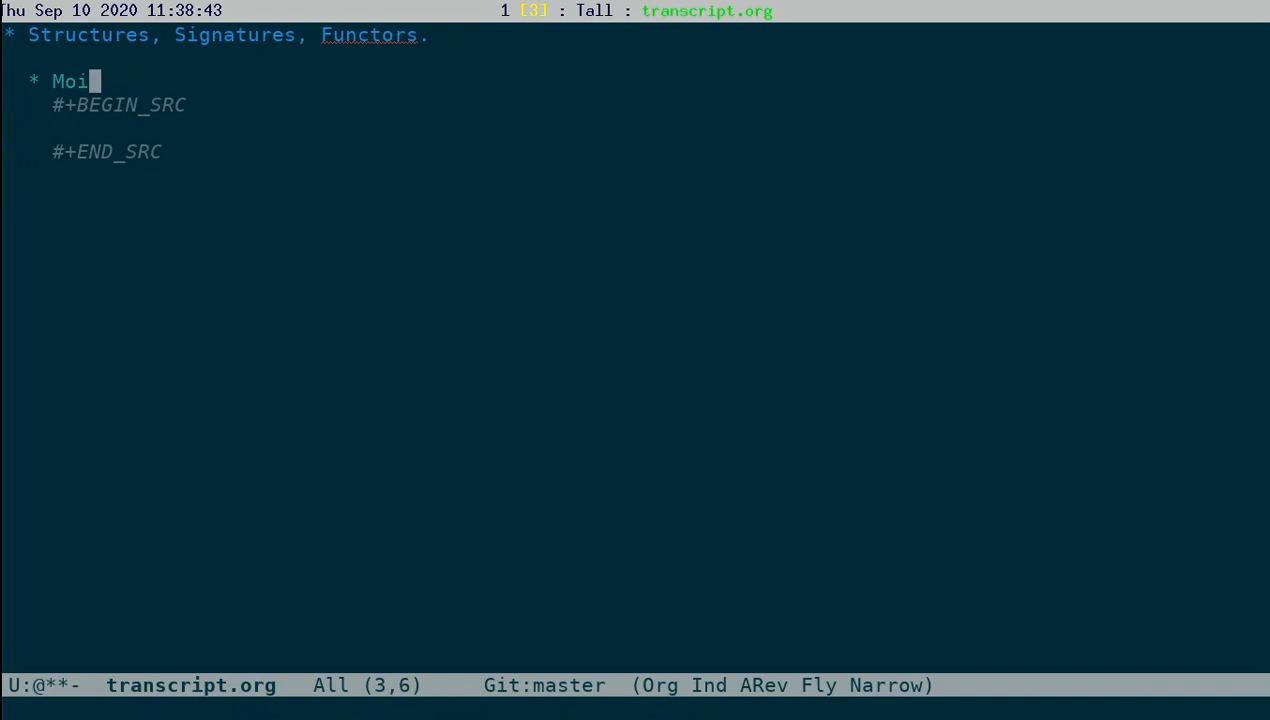 hu Sep 10 2020 11:38:43 1 [3] : Tall : transcript.org
* Structures, Signatures, Functors.
* Moi
#+BEGIN_SRC
#+END_SRC
U:@**- transcript.org All (3,6) Git:master (Org Ind ARev Fly Narrow)